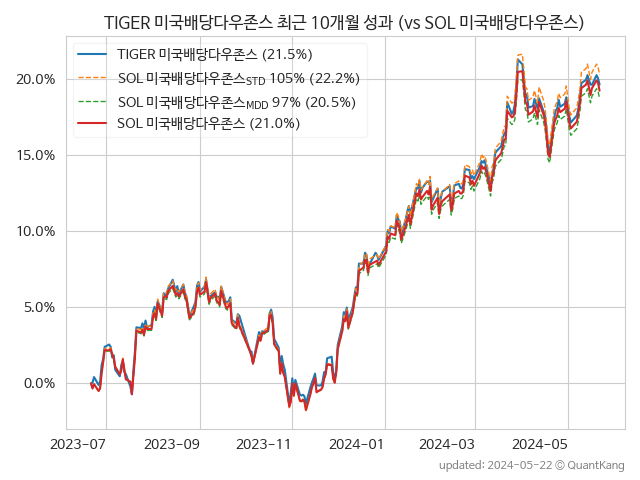 TIGER 미국배당다우존스 최근 10개월 성과 (vs SOL 미국배당다우존스)
TIGER 미국배당다우존스 (21.5%)
SOL 미국배당다우존스STD 105% (22.2%)
SOL 미국배당다우존스MDD 97% (20.5%)
SOL 미국배당다우존스 (21.0%)
20.0%
15.0%
10.0%
5.0%
0.0%
2023-07 2023-09 2023-11 2024-01 2024-03 2024-05
updated: 2024-05-22 © QuantKang